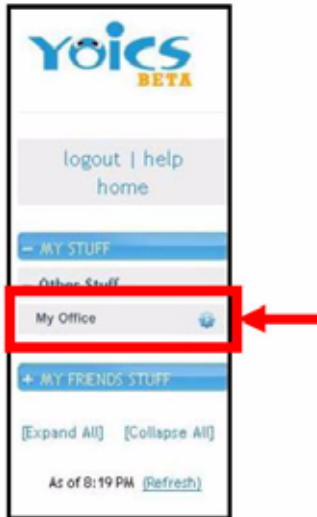 Yoics
BETA
logout | help
home
– MY STUFF
– Other Stuff
My Office
+ MY FRIENDS STUFF
[Expand All] [Collapse All]
As of 8:19 PM (Refresh)